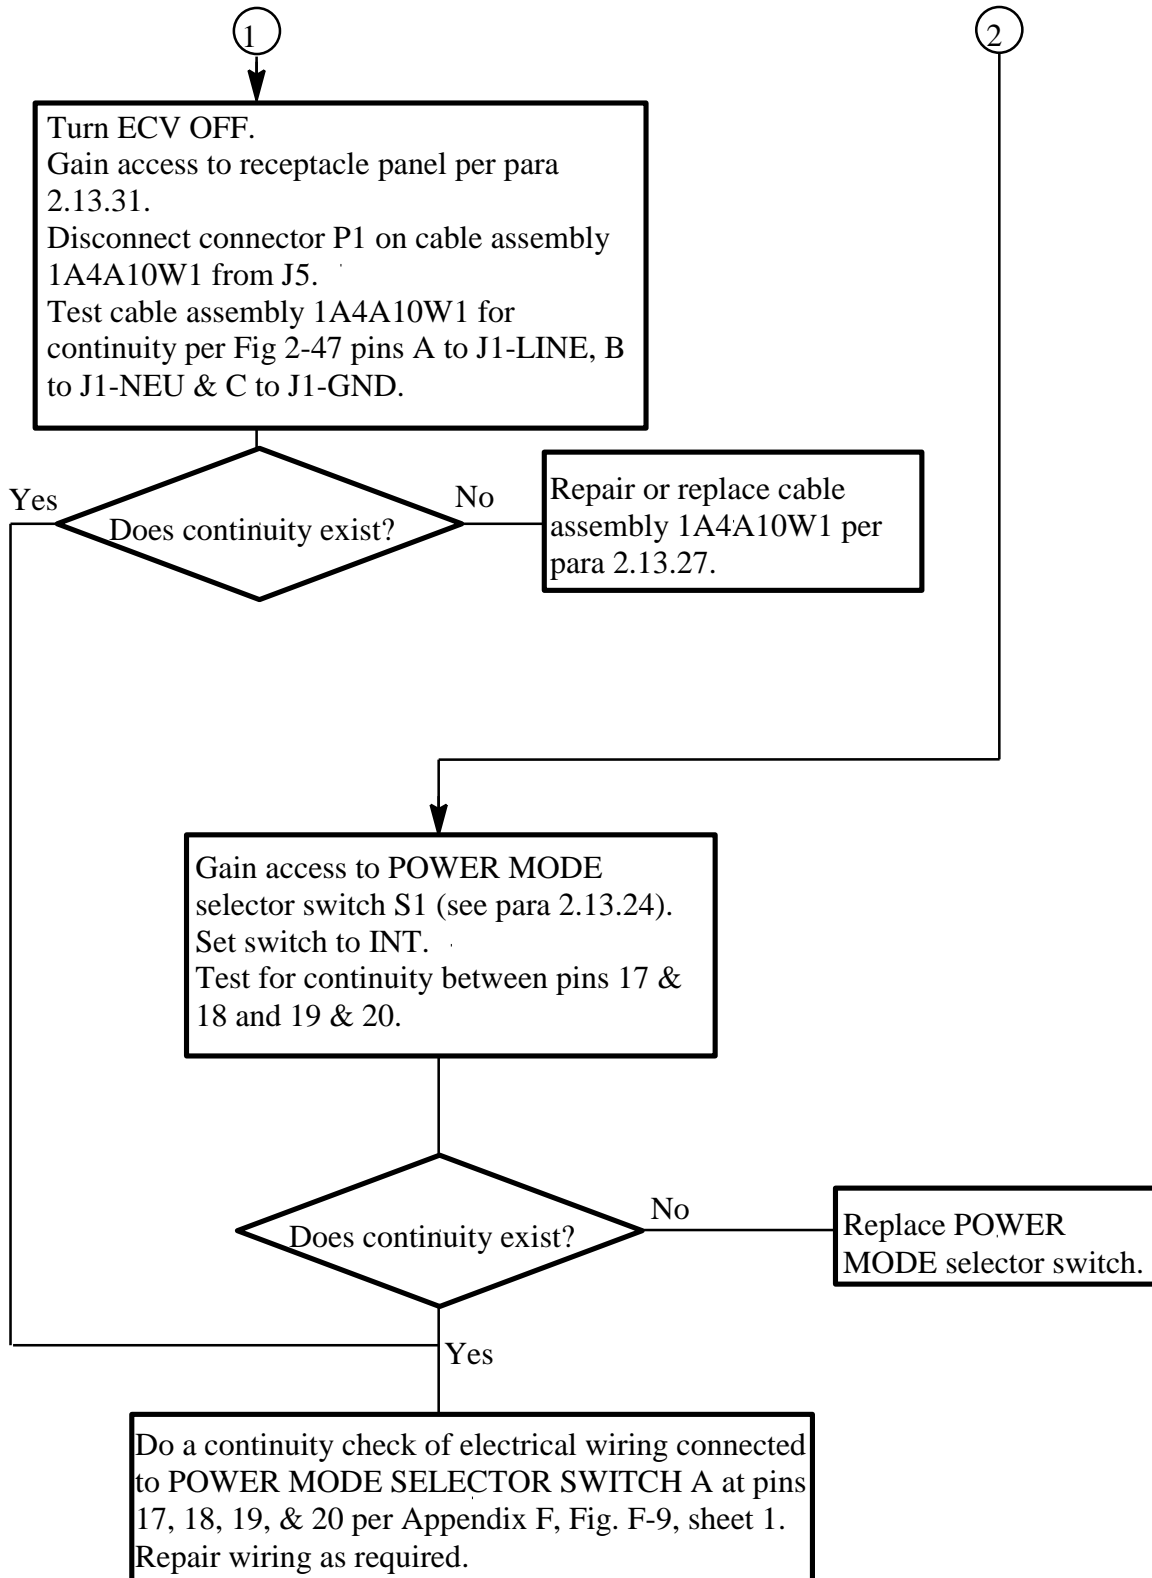 1
2
Turn ECV OFF.
Gain access to receptacle panel per para
2.13.31.
Disconnect connector P1 on cable assembly
1A4A10W1 from J5.
Test cable assembly 1A4A10W1 for
continuity per Fig 2-47 pins A to J1-LINE, B
to J1-NEU & C to J1-GND.
Yes
Does continuity exist?
No
Repair or replace cable
assembly 1A4A10W1 per
para 2.13.27.
Gain access to POWER MODE
selector switch S1 (see para 2.13.24).
Set switch to INT.
Test for continuity between pins 17 &
18 and 19 & 20.
Does continuity exist?
No
Replace POWER
MODE selector switch.
Yes
Do a continuity check of electrical wiring connected
to POWER MODE SELECTOR SWITCH A at pins
17, 18, 19, & 20 per Appendix F, Fig. F-9, sheet 1.
Repair wiring as required.